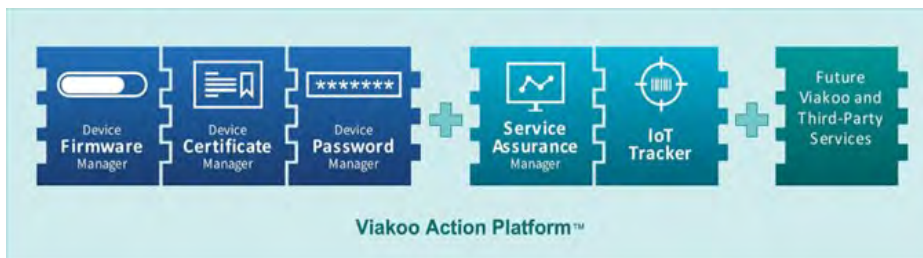 Device
Firmware
Manager
Device
Certificate
Manager
*******
Device
Password
Manager
Service
Assurance
Manager
IoT
Tracker
Future
Viakoo and
Third-Party
Services
Viakoo Action Platform™